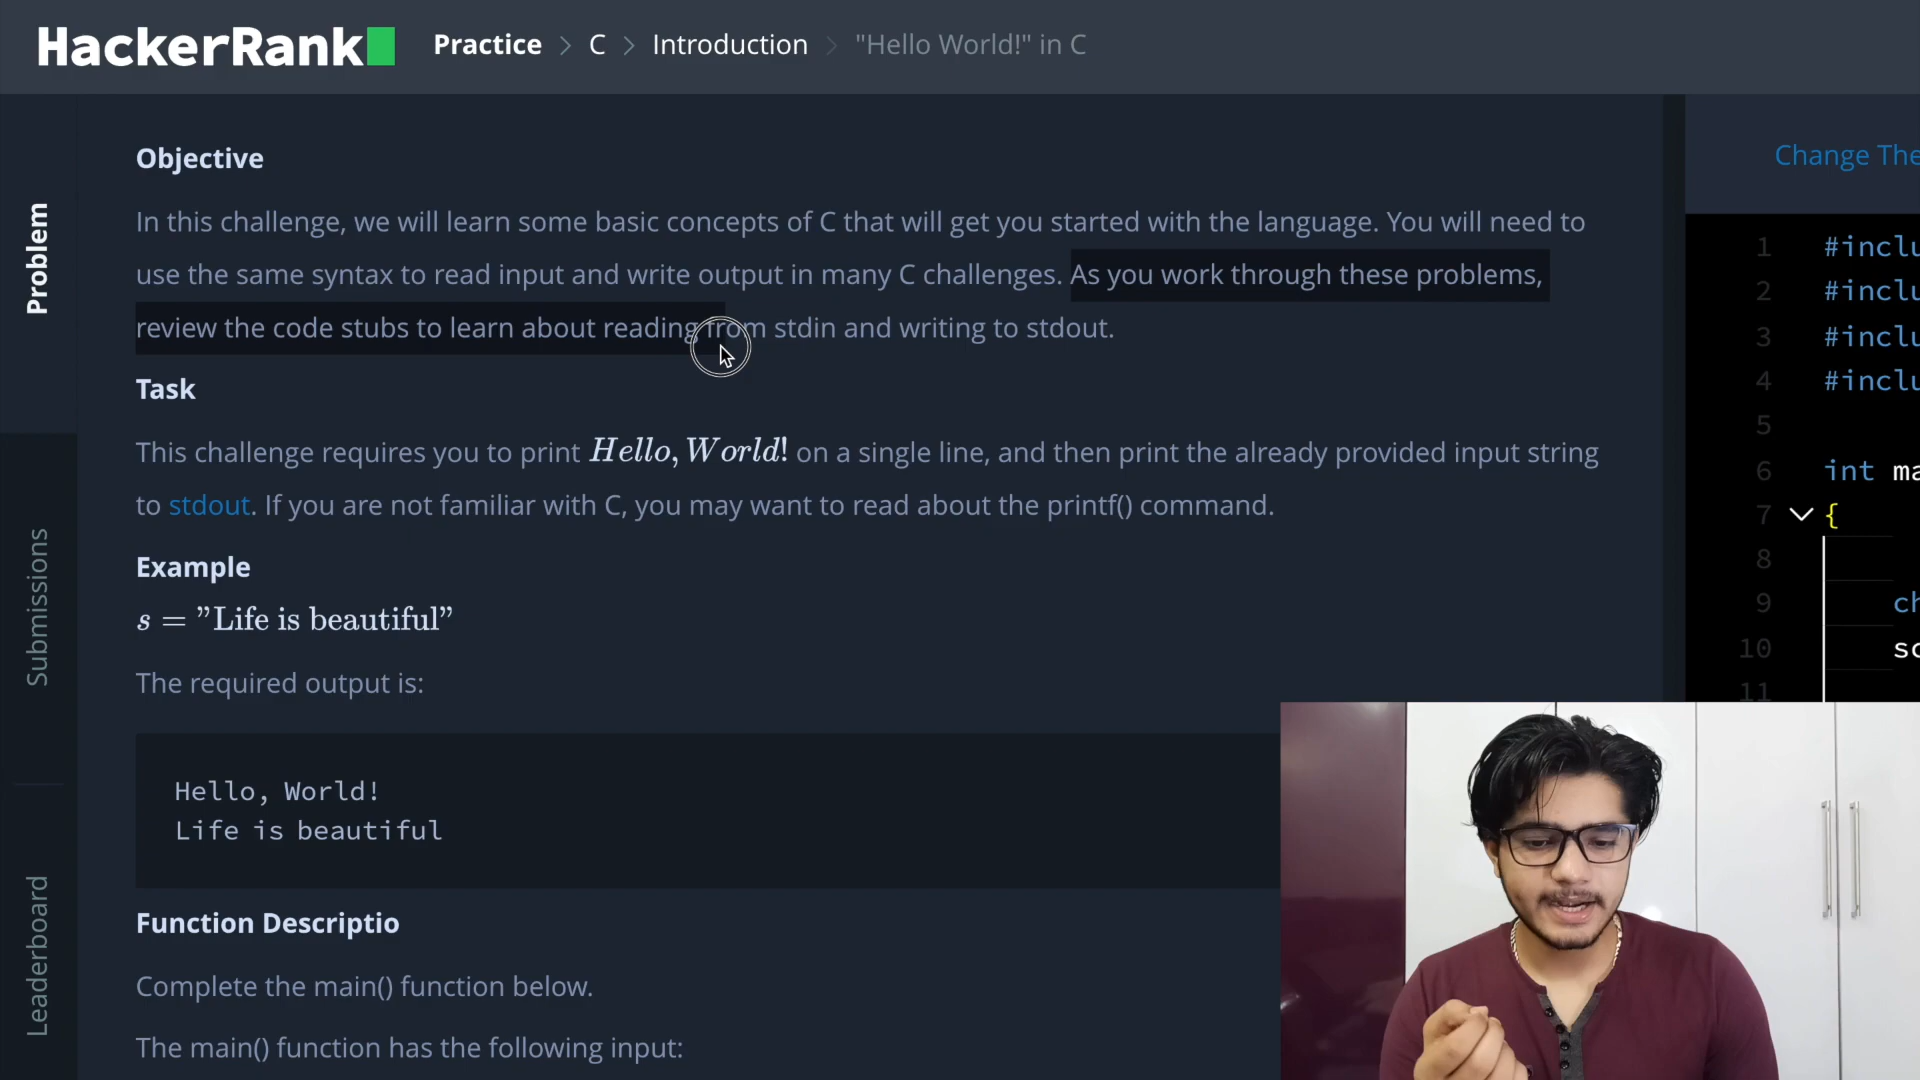 HackerRank
Practice > C > Introduction > "Hello World!" in C
Problem
Submissions
Leaderboard
Objective
In this challenge, we will learn some basic concepts of C that will get you started with the language. You will need to
use the same syntax to read input and write output in many C challenges. As you work through these problems,
review the code stubs to learn about reading from stdin and writing to stdout.
Task
This challenge requires you to print Hello, World! on a single line, and then print the already provided input string
to stdout. If you are not familiar with C, you may want to read about the printf() command.
Example
s = "Life is beautiful"
The required output is:
Hello, World!
Life is beautiful
Function Descriptio
Complete the main() function below.
The main() function has the following input:
Change The
1 #inclu
2 #inclu
3 #inclu
4 #inclu
5
6 int ma
7 {
8
9 ch
10 sc
11